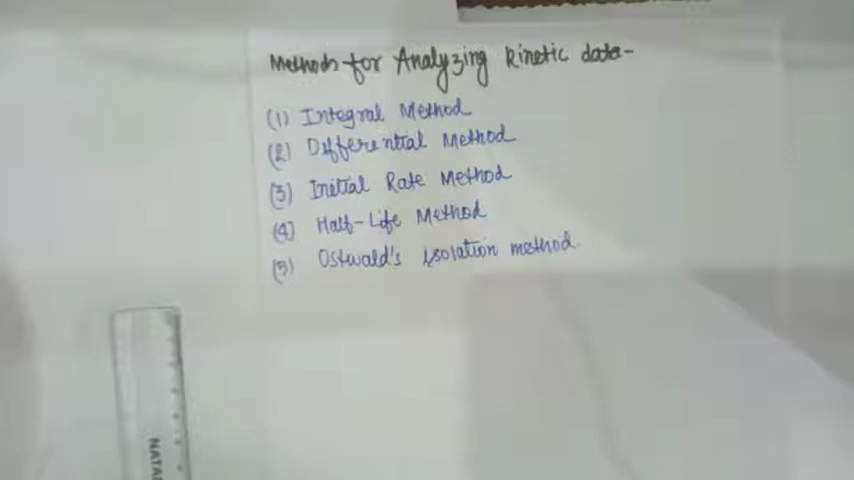 Methods for Analyzing Kinetic data-
(1) Integral Method
(2) Differential Method
(3) Initial Rate Method
(4) Half-Life Method
(5) Ostwald's isolation method
NATA